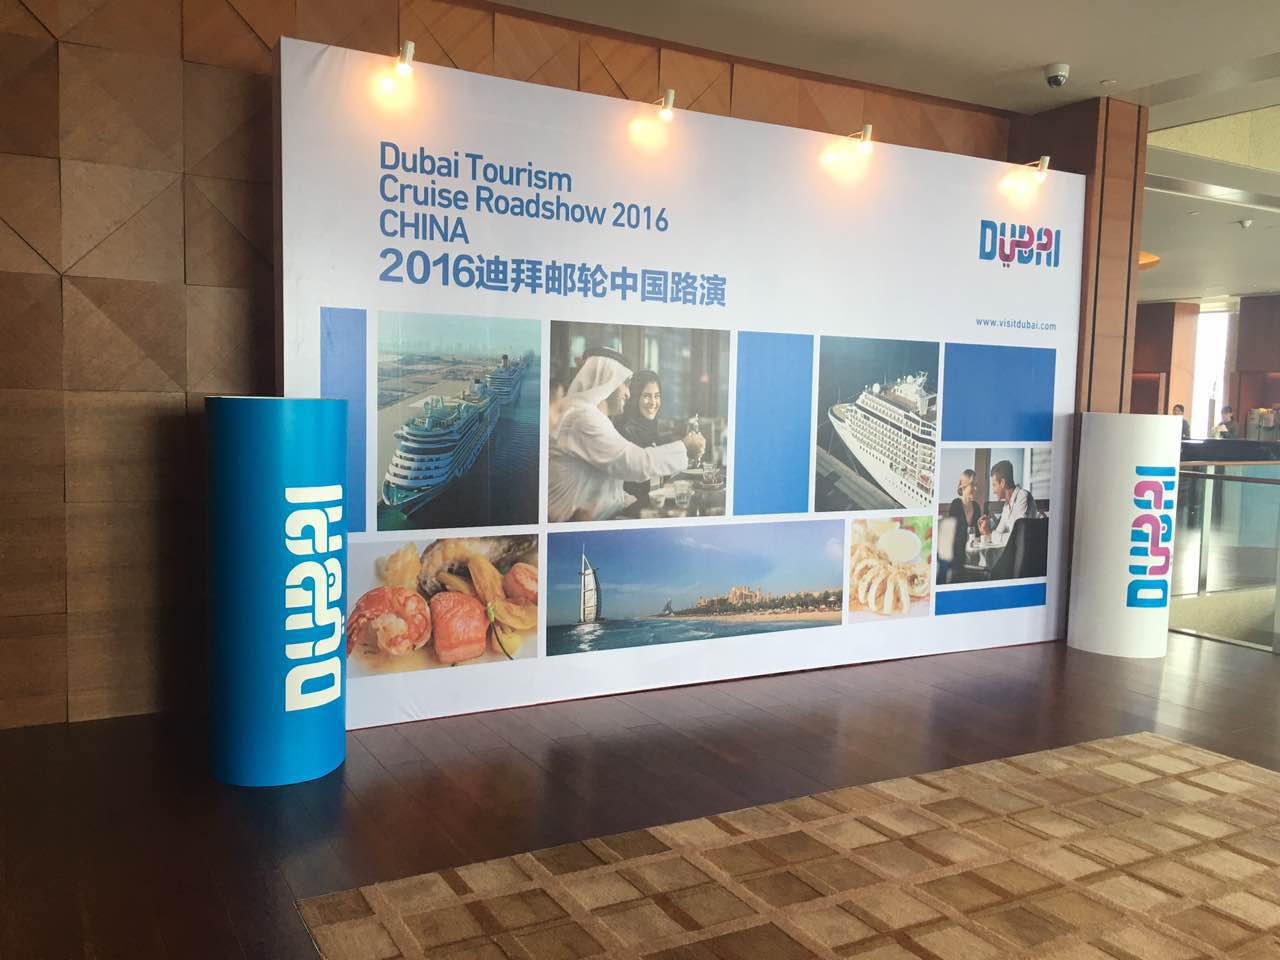 Dubai Tourism
Cruise Roadshow 2016
CHINA
2016迪拜邮轮中国路演
DUBAI
www.visitdubai.com
DUBAI
DUBAI